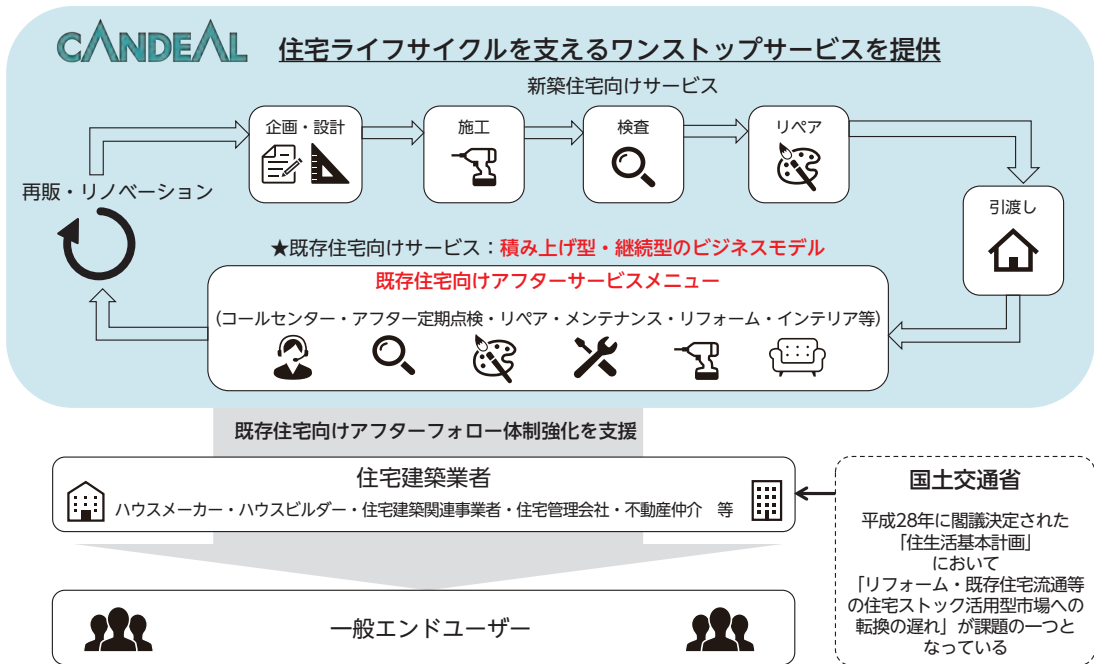 CANDEAL 住宅ライフサイクルを支えるワンストップサービスを提供
新築住宅向けサービス
企画・設計
施工
検査
リペア
再販・リノベーション
引渡し
★既存住宅向けサービス：積み上げ型・継続型のビジネスモデル
既存住宅向けアフターサービスメニュー
(コールセンター・アフター定期点検・リペア・メンテナンス・リフォーム・インテリア等)
既存住宅向けアフターフォロー体制強化を支援
住宅建築業者
ハウスメーカー・ハウスビルダー・住宅建築関連事業者・住宅管理会社・不動産仲介　等
国土交通省
平成28年に閣議決定された
「住生活基本計画」
において
「リフォーム・既存住宅流通等
の住宅ストック活用型市場への
転換の遅れ」が課題の一つと
なっている
一般エンドユーザー